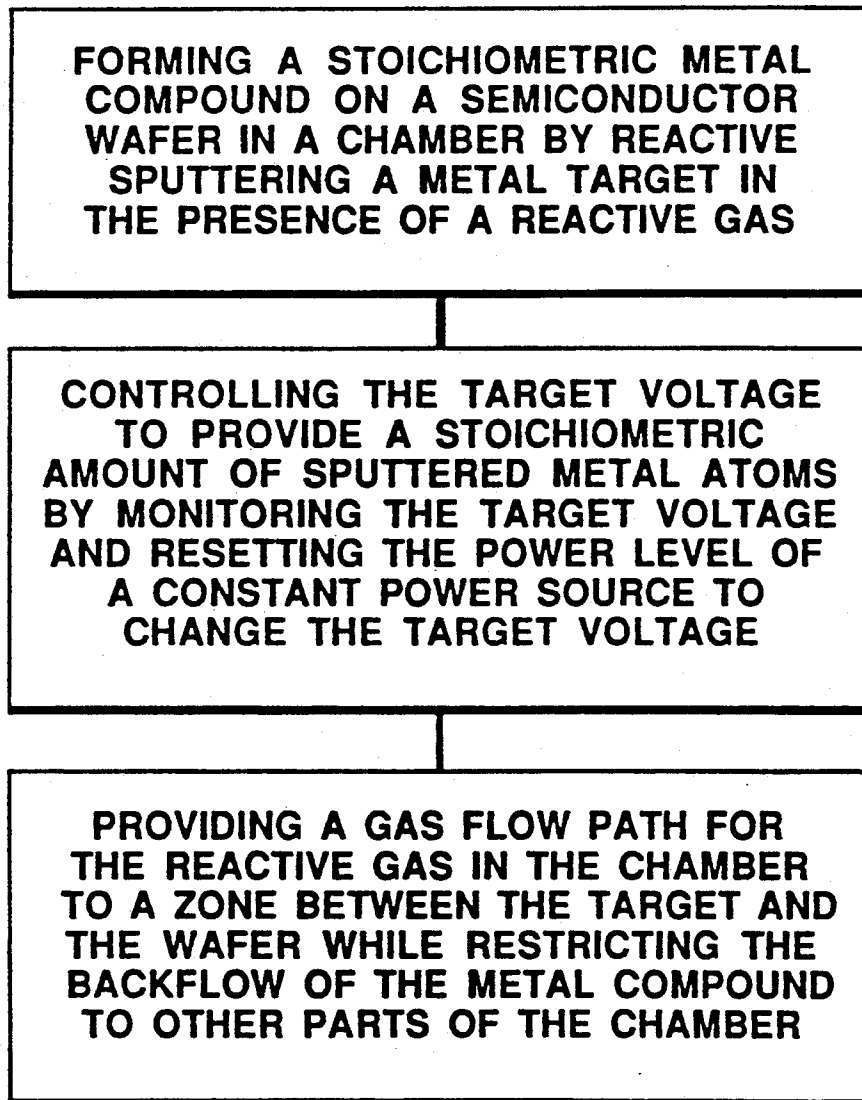 FORMING A STOICHIOMETRIC METAL
COMPOUND ON A SEMICONDUCTOR
WAFER IN A CHAMBER BY REACTIVE
SPUTTERING A METAL TARGET IN
THE PRESENCE OF A REACTIVE GAS
CONTROLLING THE TARGET VOLTAGE
TO PROVIDE A STOICHIOMETRIC
AMOUNT OF SPUTTERED METAL ATOMS
BY MONITORING THE TARGET VOLTAGE
AND RESETTING THE POWER LEVEL OF
A CONSTANT POWER SOURCE TO
CHANGE THE TARGET VOLTAGE
PROVIDING A GAS FLOW PATH FOR
THE REACTIVE GAS IN THE CHAMBER
TO A ZONE BETWEEN THE TARGET AND
THE WAFER WHILE RESTRICTING THE
BACKFLOW OF THE METAL COMPOUND
TO OTHER PARTS OF THE CHAMBER